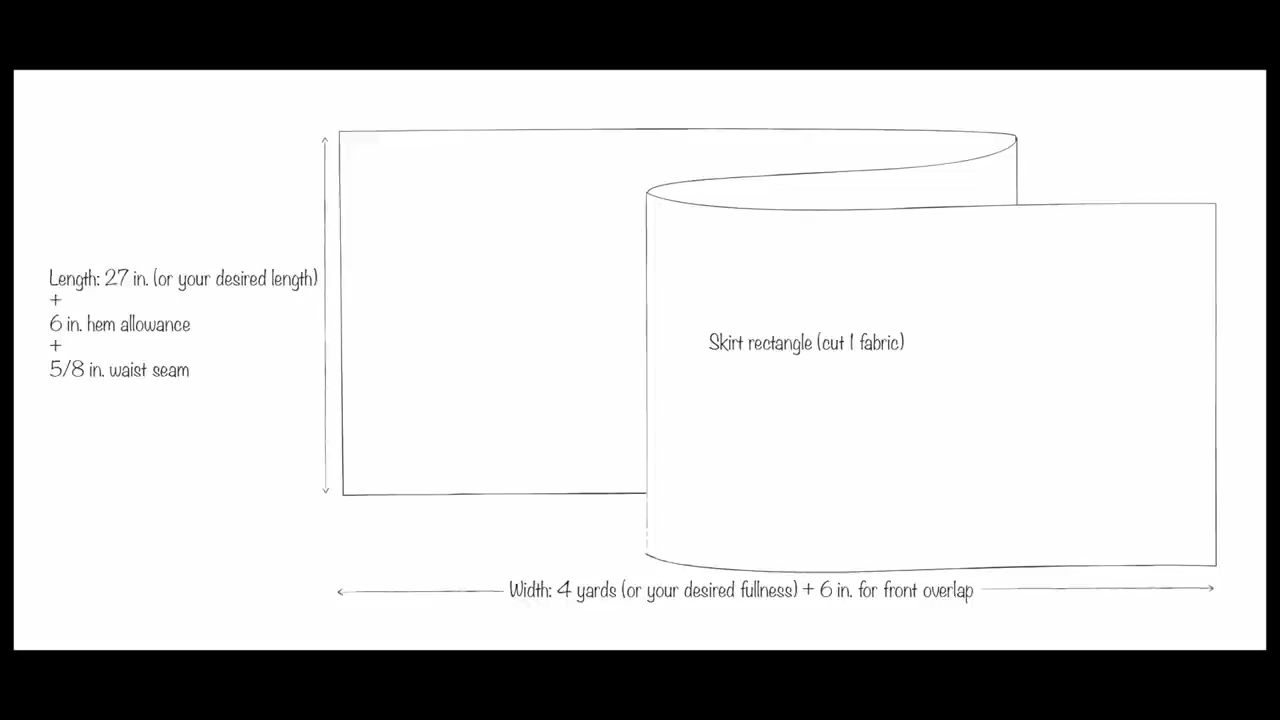 Length: 27 in. (or your desired length)
+
6 in. hem allowance
+
5/8 in. waist seam
Skirt rectangle (cut 1 fabric)
Width: 4 yards (or your desired fullness) + 6 in. for front overlap